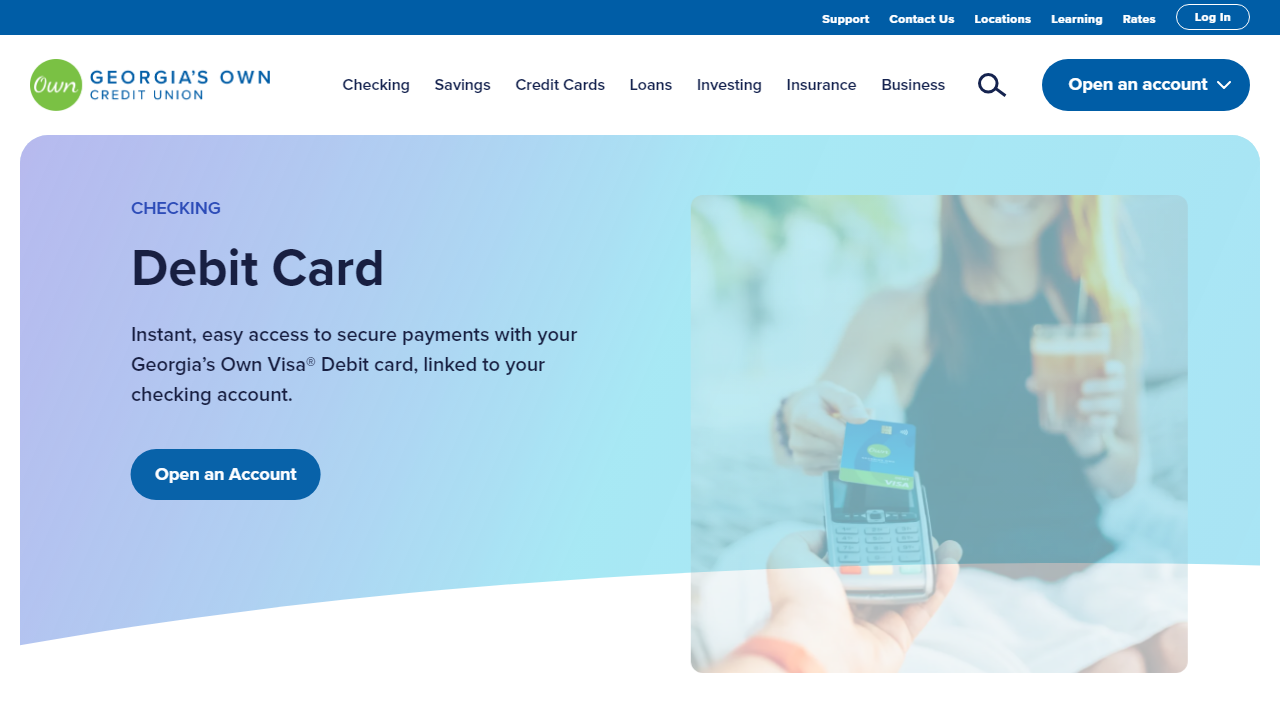 Support Contact Us Locations Learning Rates Log In
Own GEORGIA'S OWN
CREDIT UNION
Checking Savings Credit Cards Loans Investing Insurance Business
Open an account
CHECKING
Debit Card
Instant, easy access to secure payments with your
Georgia’s Own Visa® Debit card, linked to your
checking account.
Open an Account
VISA